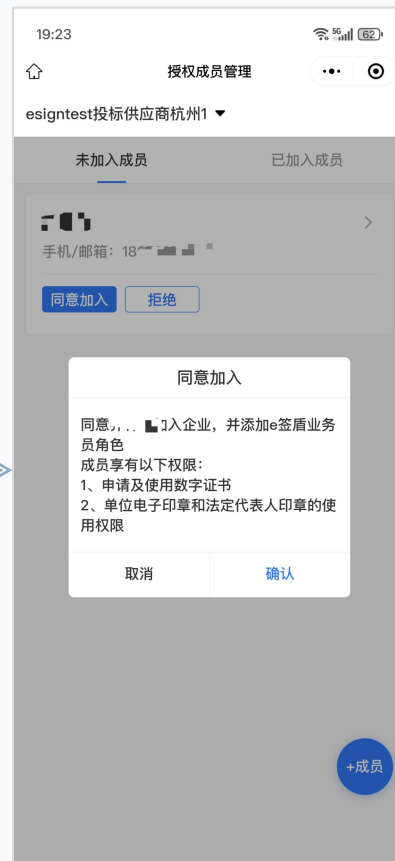 19:23
5G
62
授权成员管理
esigntest投标供应商杭州1
未加入成员
已加入成员
手机/邮箱：18
同意加入
拒绝
同意加入
同意 加入企业，并添加e签盾业务
员角色
成员享有以下权限：
1、申请及使用数字证书
2、单位电子印章和法定代表人印章的使
用权限
取消
确认
+成员